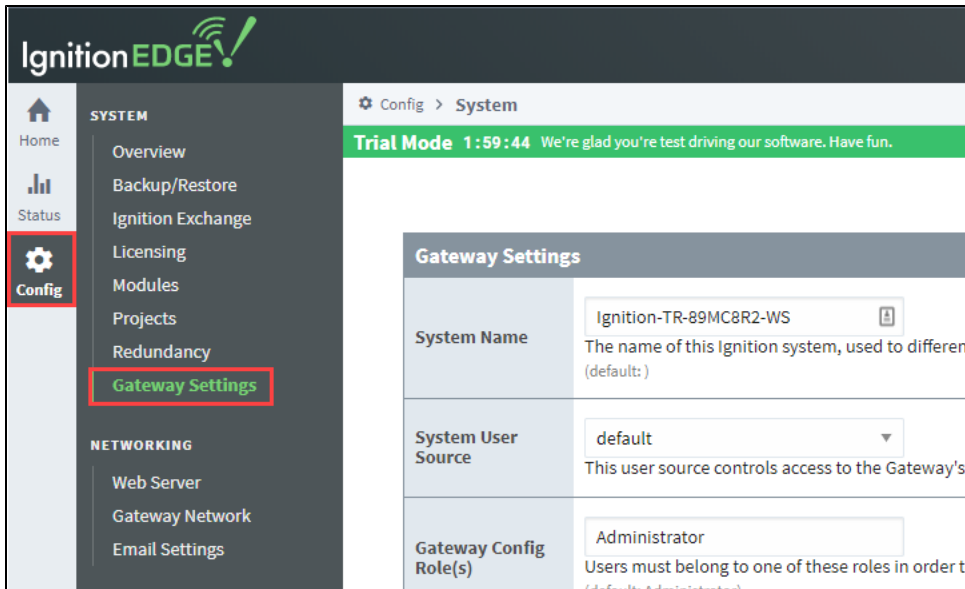 Ignition EDGE!
Home
Status
Config
SYSTEM
Overview
Backup/Restore
Ignition Exchange
Licensing
Modules
Projects
Redundancy
Gateway Settings
NETWORKING
Web Server
Gateway Network
Email Settings
Config > System
Trial Mode 1:59:44 We're glad you're test driving our software. Have fun.
Gateway Settings
System Name
Ignition-TR-89MC8R2-WS
The name of this Ignition system, used to differen
(default: )
System User
Source
default
This user source controls access to the Gateway's
Gateway Config
Role(s)
Administrator
Users must belong to one of these roles in order t
(default: Administrator)